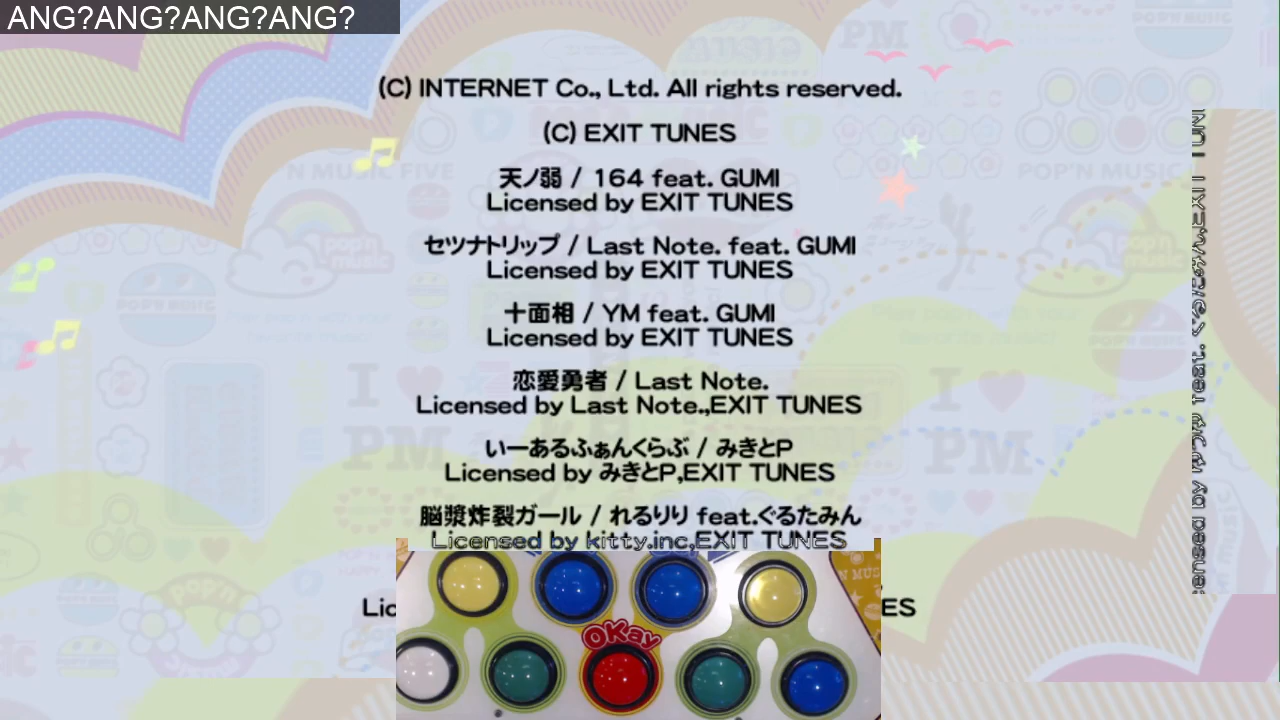 ANG?ANG?ANG?ANG?
(C) INTERNET Co., Ltd. All rights reserved.
(C) EXIT TUNES
天ノ弱 / 164 feat. GUMI
Licensed by EXIT TUNES
セツナトリップ / Last Note. feat. GUMI
Licensed by EXIT TUNES
十面相 / YM feat. GUMI
Licensed by EXIT TUNES
恋愛勇者 / Last Note.
Licensed by Last Note.,EXIT TUNES
いーあるふぁんくらぶ / みきとP
Licensed by みきとP,EXIT TUNES
脳漿炸裂ガール / れるりり feat.ぐるたみん
Licensed by kitty.inc,EXIT TUNES
OKay
POP'N MUSIC
I ♥ PM
pop'n music